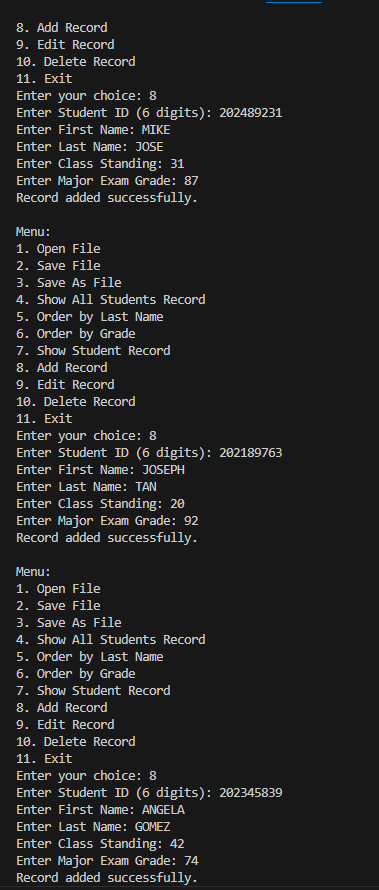 8. Add Record
9. Edit Record
10. Delete Record
11. Exit
Enter your choice: 8
Enter Student ID (6 digits): 202489231
Enter First Name: MIKE
Enter Last Name: JOSE
Enter Class Standing: 31
Enter Major Exam Grade: 87
Record added successfully.
Menu:
1. Open File
2. Save File
3. Save As File
4. Show All Students Record
5. Order by Last Name
6. Order by Grade
7. Show Student Record
8. Add Record
9. Edit Record
10. Delete Record
11. Exit
Enter your choice: 8
Enter Student ID (6 digits): 202189763
Enter First Name: JOSEPH
Enter Last Name: TAN
Enter Class Standing: 20
Enter Major Exam Grade: 92
Record added successfully.
Menu:
1. Open File
2. Save File
3. Save As File
4. Show All Students Record
5. Order by Last Name
6. Order by Grade
7. Show Student Record
8. Add Record
9. Edit Record
10. Delete Record
11. Exit
Enter your choice: 8
Enter Student ID (6 digits): 202345839
Enter First Name: ANGELA
Enter Last Name: GOMEZ
Enter Class Standing: 42
Enter Major Exam Grade: 74
Record added successfully.